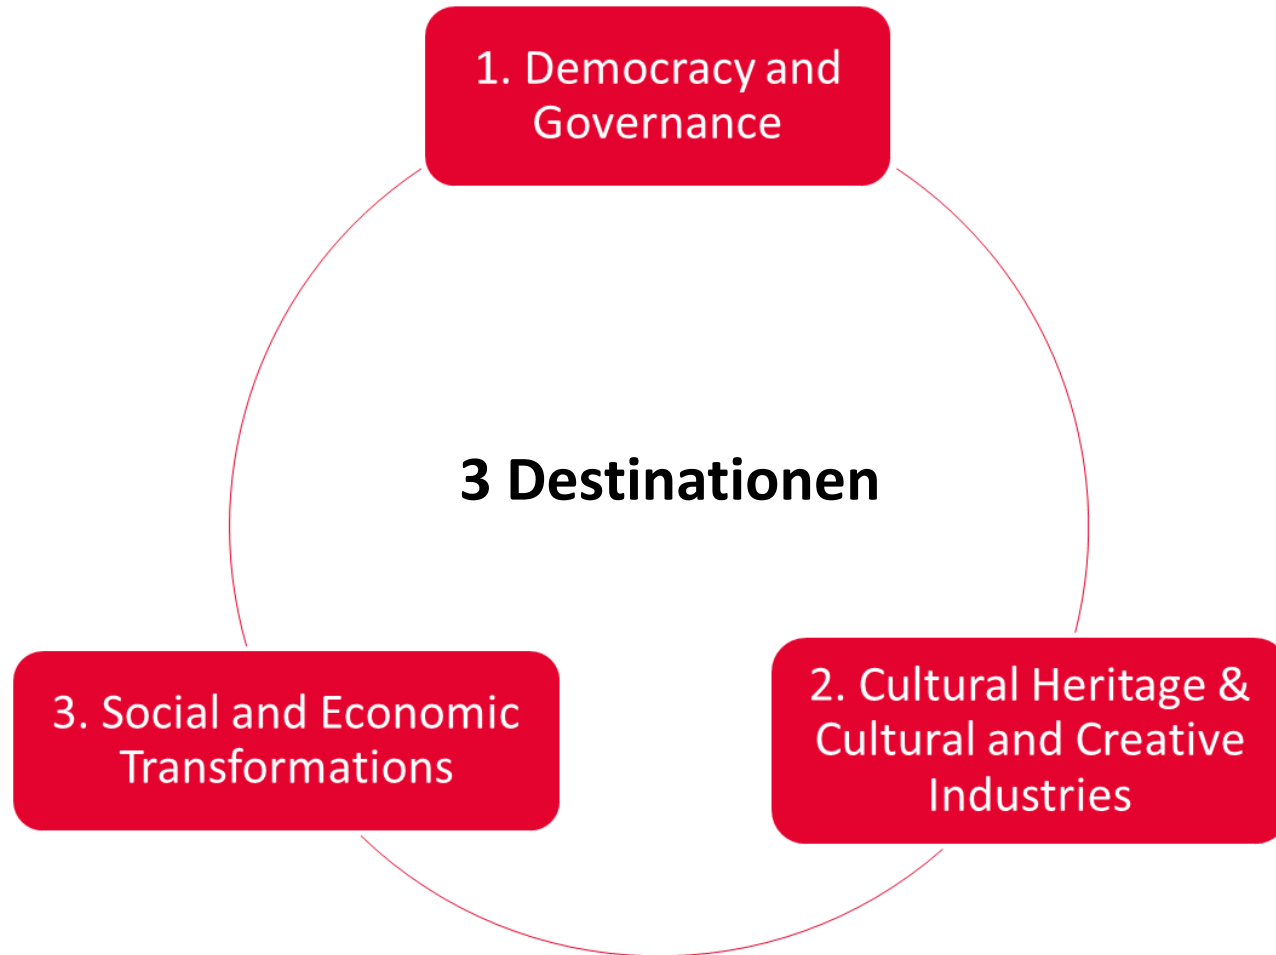 1. Democracy and
Governance
3 Destinationen
2. Cultural Heritage &
Cultural and Creative
Industries
3. Social and Economic
Transformations